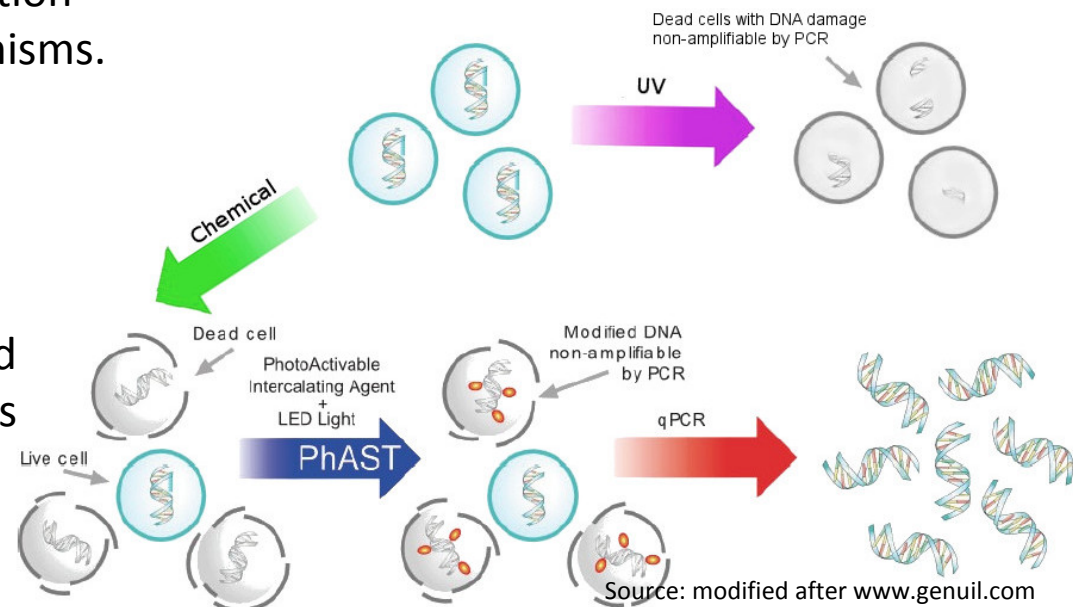 nisms.
Dead cells with DNA damage
non-amplifiable by PCR
UV
Chemical
Dead cell
PhotoActivable
Intercalating Agent
+
LED Light
PhAST
Live cell
Modified DNA
non-amplifiable
by PCR
qPCR
Source: modified after www.genuil.com